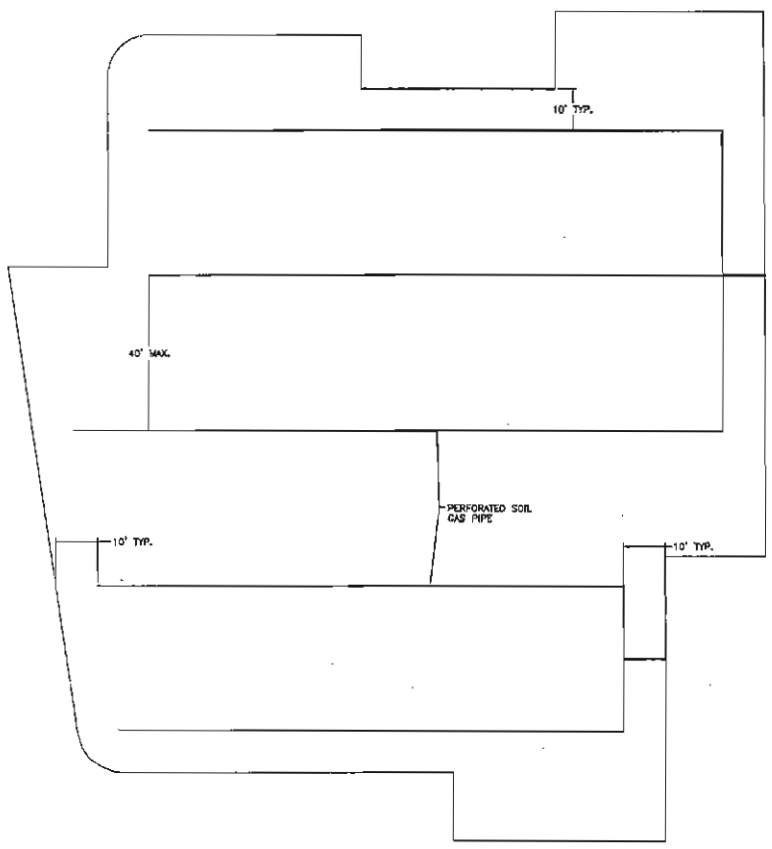 10' TYP.
40' MAX.
PERFORATED SOIL
GAS PIPE
10' TYP.
10' TYP.